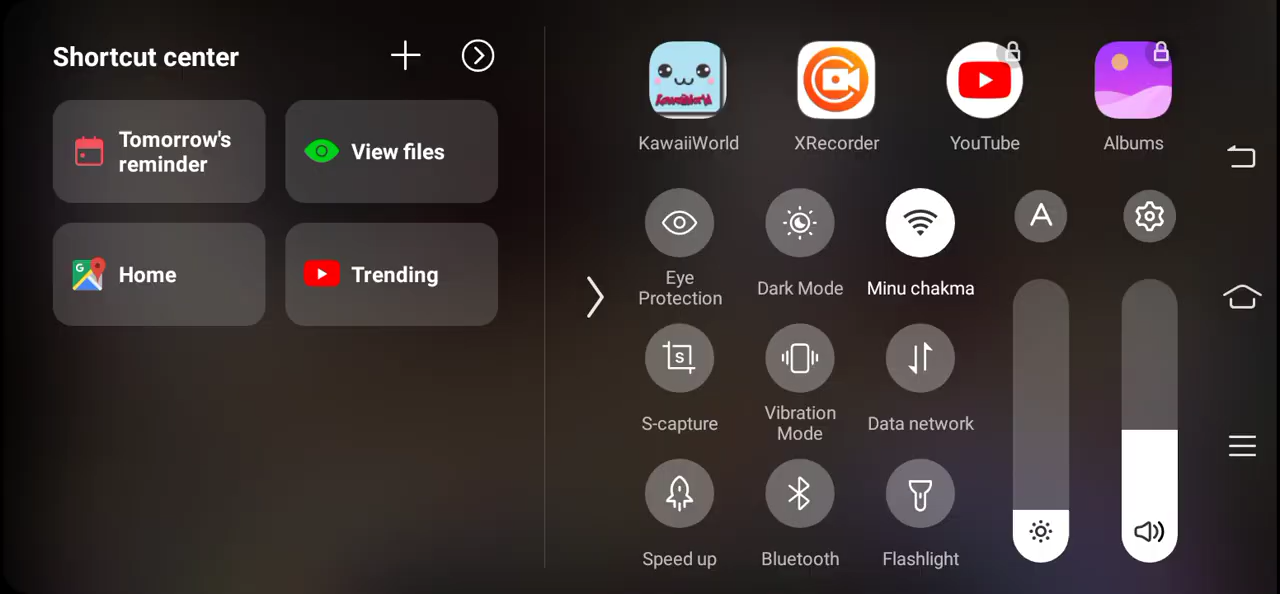 Shortcut center
Tomorrow's
reminder
View files
Home
Trending
KawaiiWorld
KawaiiWorld
XRecorder
YouTube
Albums
Eye
Protection
Dark Mode
Minu chakma
A
S
S-capture
Vibration
Mode
Data network
Speed up
Bluetooth
Flashlight
G